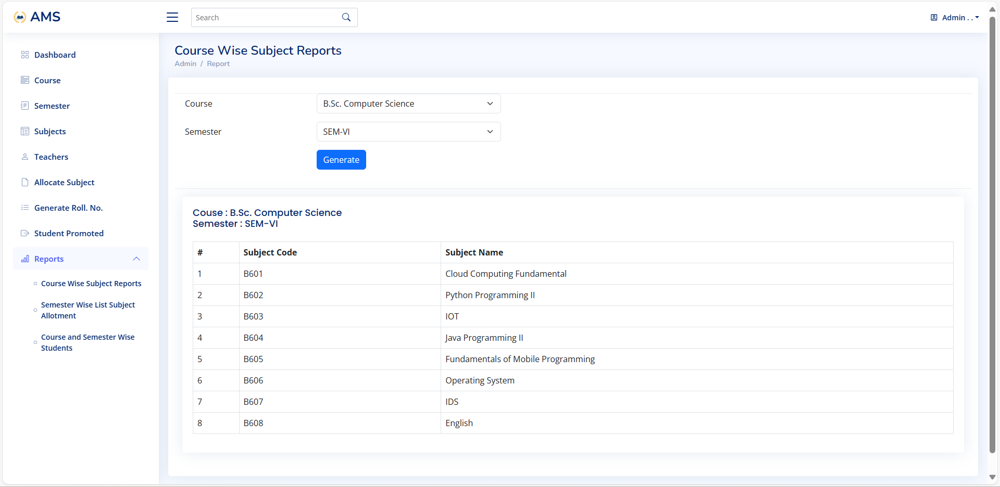 AMS
Search
Admin . .
Dashboard
Course
Semester
Subjects
Teachers
Allocate Subject
Generate Roll. No.
Student Promoted
Reports
Course Wise Subject Reports
Semester Wise List Subject
Allotment
Course and Semester Wise
Students
Course Wise Subject Reports
Admin / Report
Course B.Sc. Computer Science
Semester SEM-VI
Generate
Couse : B.Sc. Computer Science
Semester : SEM-VI
# Subject Code Subject Name
1 B601 Cloud Computing Fundamental
2 B602 Python Programming II
3 B603 IOT
4 B604 Java Programming II
5 B605 Fundamentals of Mobile Programming
6 B606 Operating System
7 B607 IDS
8 B608 English